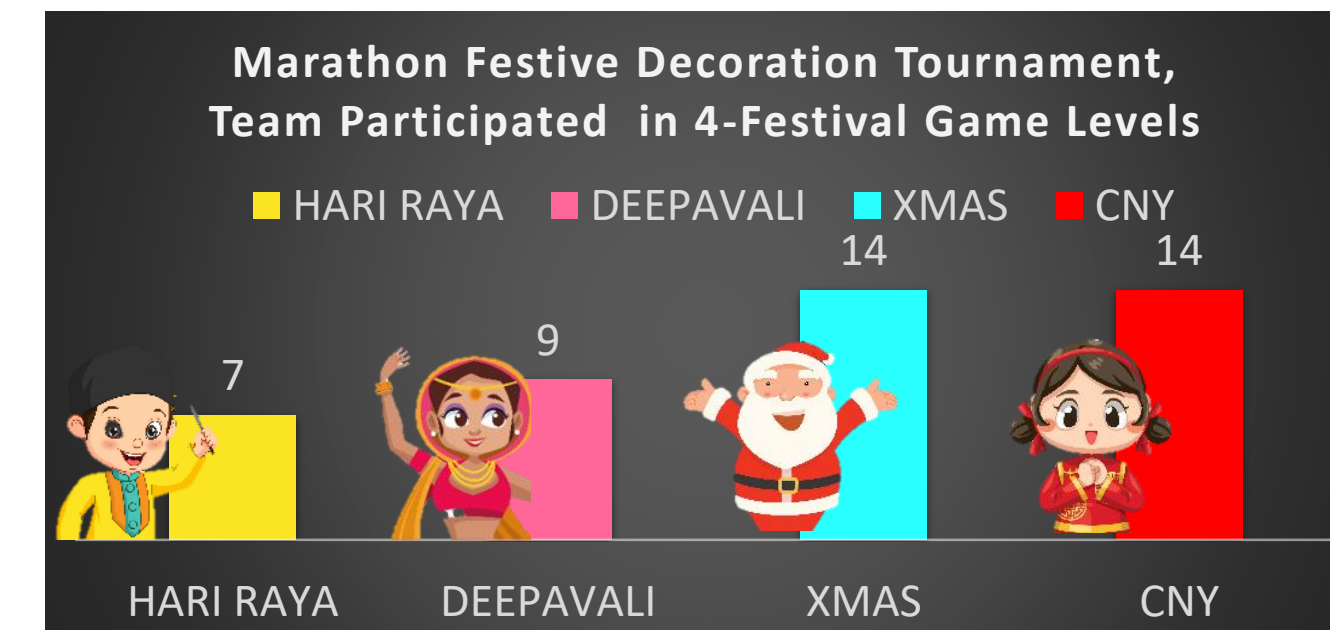 Marathon Festive Decoration Tournament,
Team Participated in 4-Festival Game Levels
HARI RAYA DEEPAVALI XMAS CNY
14 14
9
7
HARI RAYA DEEPAVALI XMAS CNY